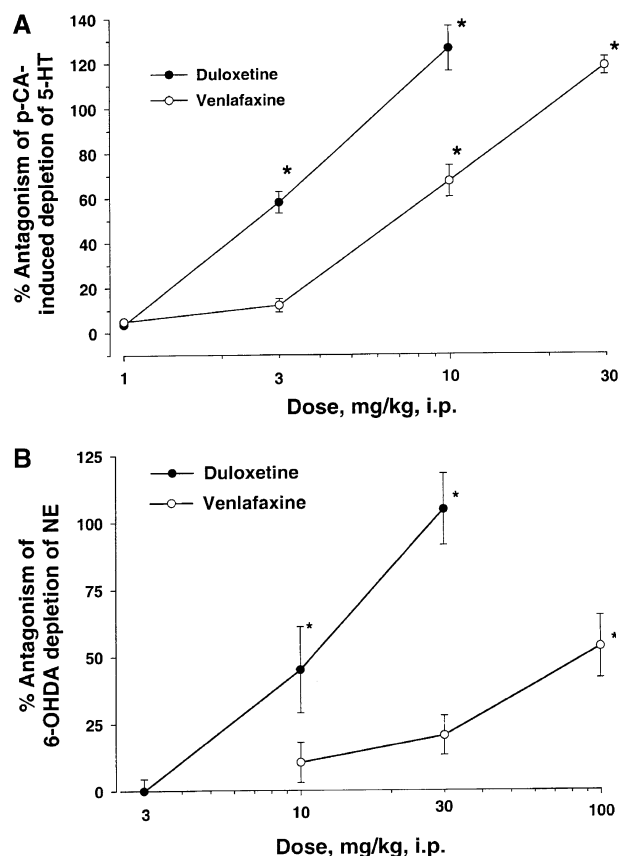 A
140
120
100
80
60
40
20
0
% Antagonism of p-CA-
induced depletion of 5-HT
Duloxetine
Venlafaxine
*
*
*
*
1
3
10
30
Dose, mg/kg, i.p.
B
125
100
75
50
25
0
% Antagonism of
6-OHDA depletion of NE
Duloxetine
Venlafaxine
*
*
*
3
10
30
100
Dose, mg/kg, i.p.